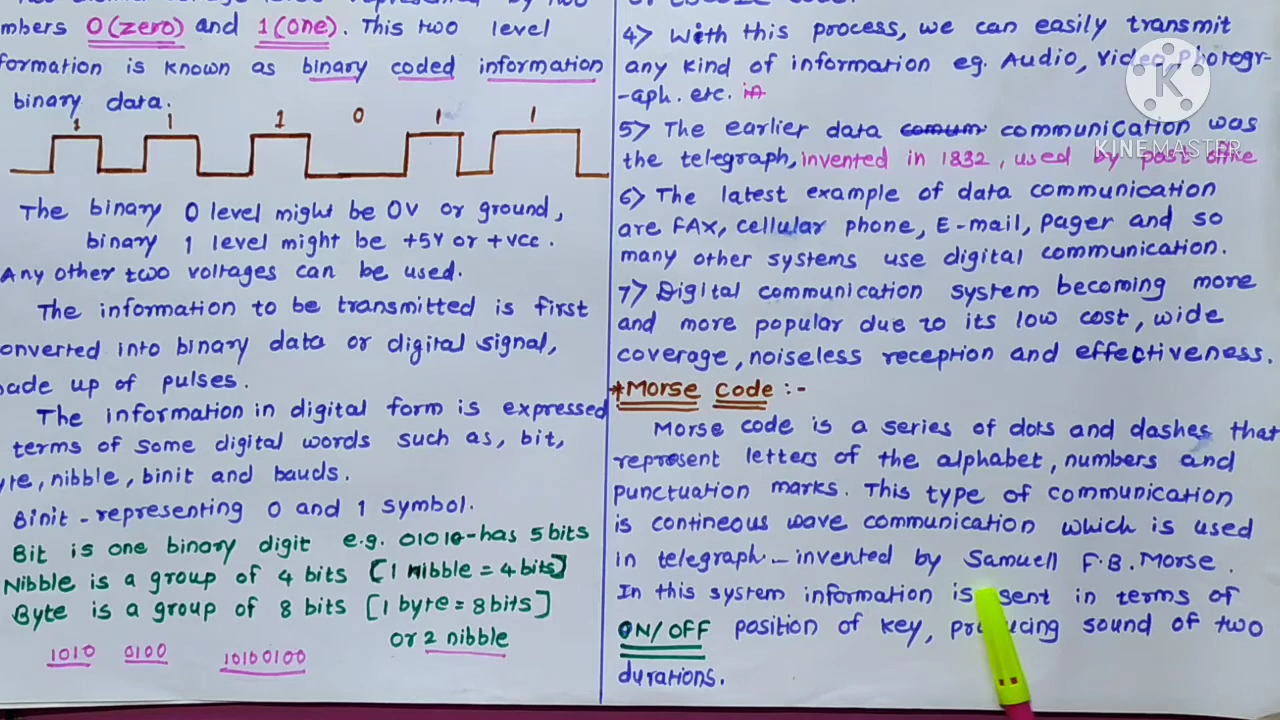 mbers 0(zero) and 1(one). This two level
formation is known as binary coded information
binary data.
1 1 1 0 1 1
The binary 0 level might be 0V or ground,
binary 1 level might be +5V or +Vcc.
Any other two voltages can be used.
The information to be transmitted is first
onverted into binary data or digital signal,
made up of pulses.
The information in digital form is expressed
terms of some digital words such as, bit,
yte, nibble, binit and bauds.
Binit - representing 0 and 1 symbol.
Bit is one binary digit e.g. 01010 - has 5 bits
Nibble is a group of 4 bits [1 nibble = 4 bits]
Byte is a group of 8 bits [1 byte = 8 bits]
or 2 nibble
1010 0100 10100100
4> With this process, we can easily transmit
any kind of information eg. Audio, Video, Photogr-
-aph. etc. in
5> The earlier data comum communication was
the telegraph, invented in 1832, used by post office
6> The latest example of data communication
are FAX, cellular phone, E-mail, pager and so
many other systems use digital communication.
7> Digital communication system becoming more
and more popular due to its low cost, wide
coverage, noiseless reception and effectiveness.
*Morse Code :-
Morse code is a series of dots and dashes that
represent letters of the alphabet, numbers and
punctuation marks. This type of communication
is contineous wave communication which is used
in telegraph - invented by Samuell F.B. Morse.
In this system information is sent in terms of
ON/OFF position of key, producing sound of two
durations.
K
KINEMASTER